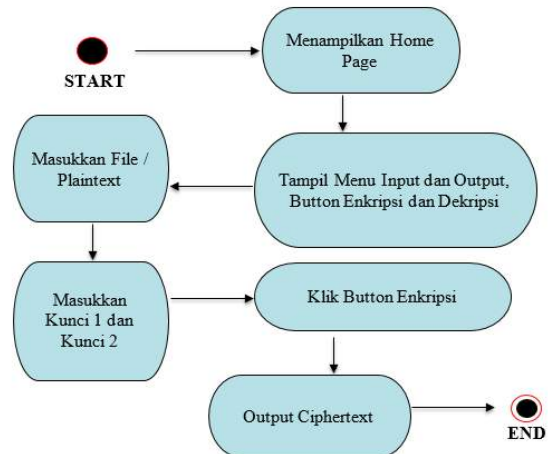 START
Menampilkan Home
Page
Tampil Menu Input dan Output,
Button Enkripsi dan Dekripsi
Masukkan File /
Plaintext
Masukkan
Kunci 1 dan
Kunci 2
Klik Button Enkripsi
Output Ciphertext
END